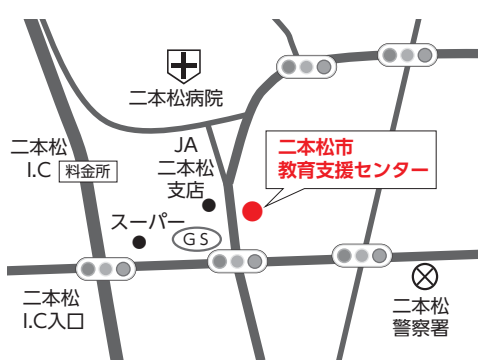 二本松病院
二本松
I.C
料金所
JA
二本松
支店
二本松市
教育支援センター
スーパー
GS
二本松
I.C入口
二本松
警察署